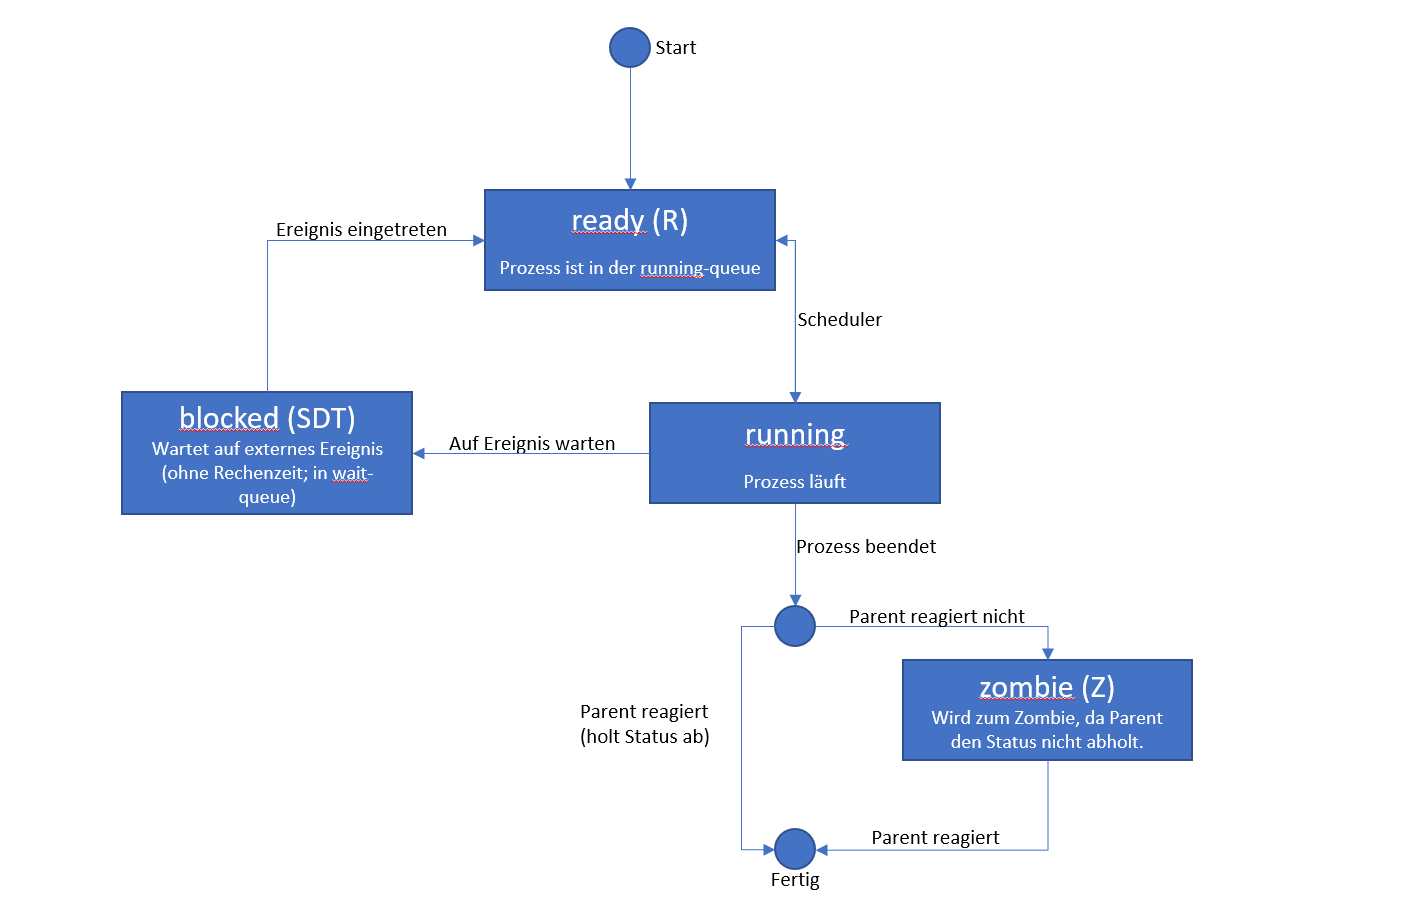 Start
ready (R)
Prozess ist in der running-queue
Ereignis eingetreten
Scheduler
blocked (SDT)
Wartet auf externes Ereignis
(ohne Rechenzeit; in wait-
queue)
Auf Ereignis warten
running
Prozess läuft
Prozess beendet
Parent reagiert nicht
zombie (Z)
Wird zum Zombie, da Parent
den Status nicht abholt.
Parent reagiert
(holt Status ab)
Parent reagiert
Fertig